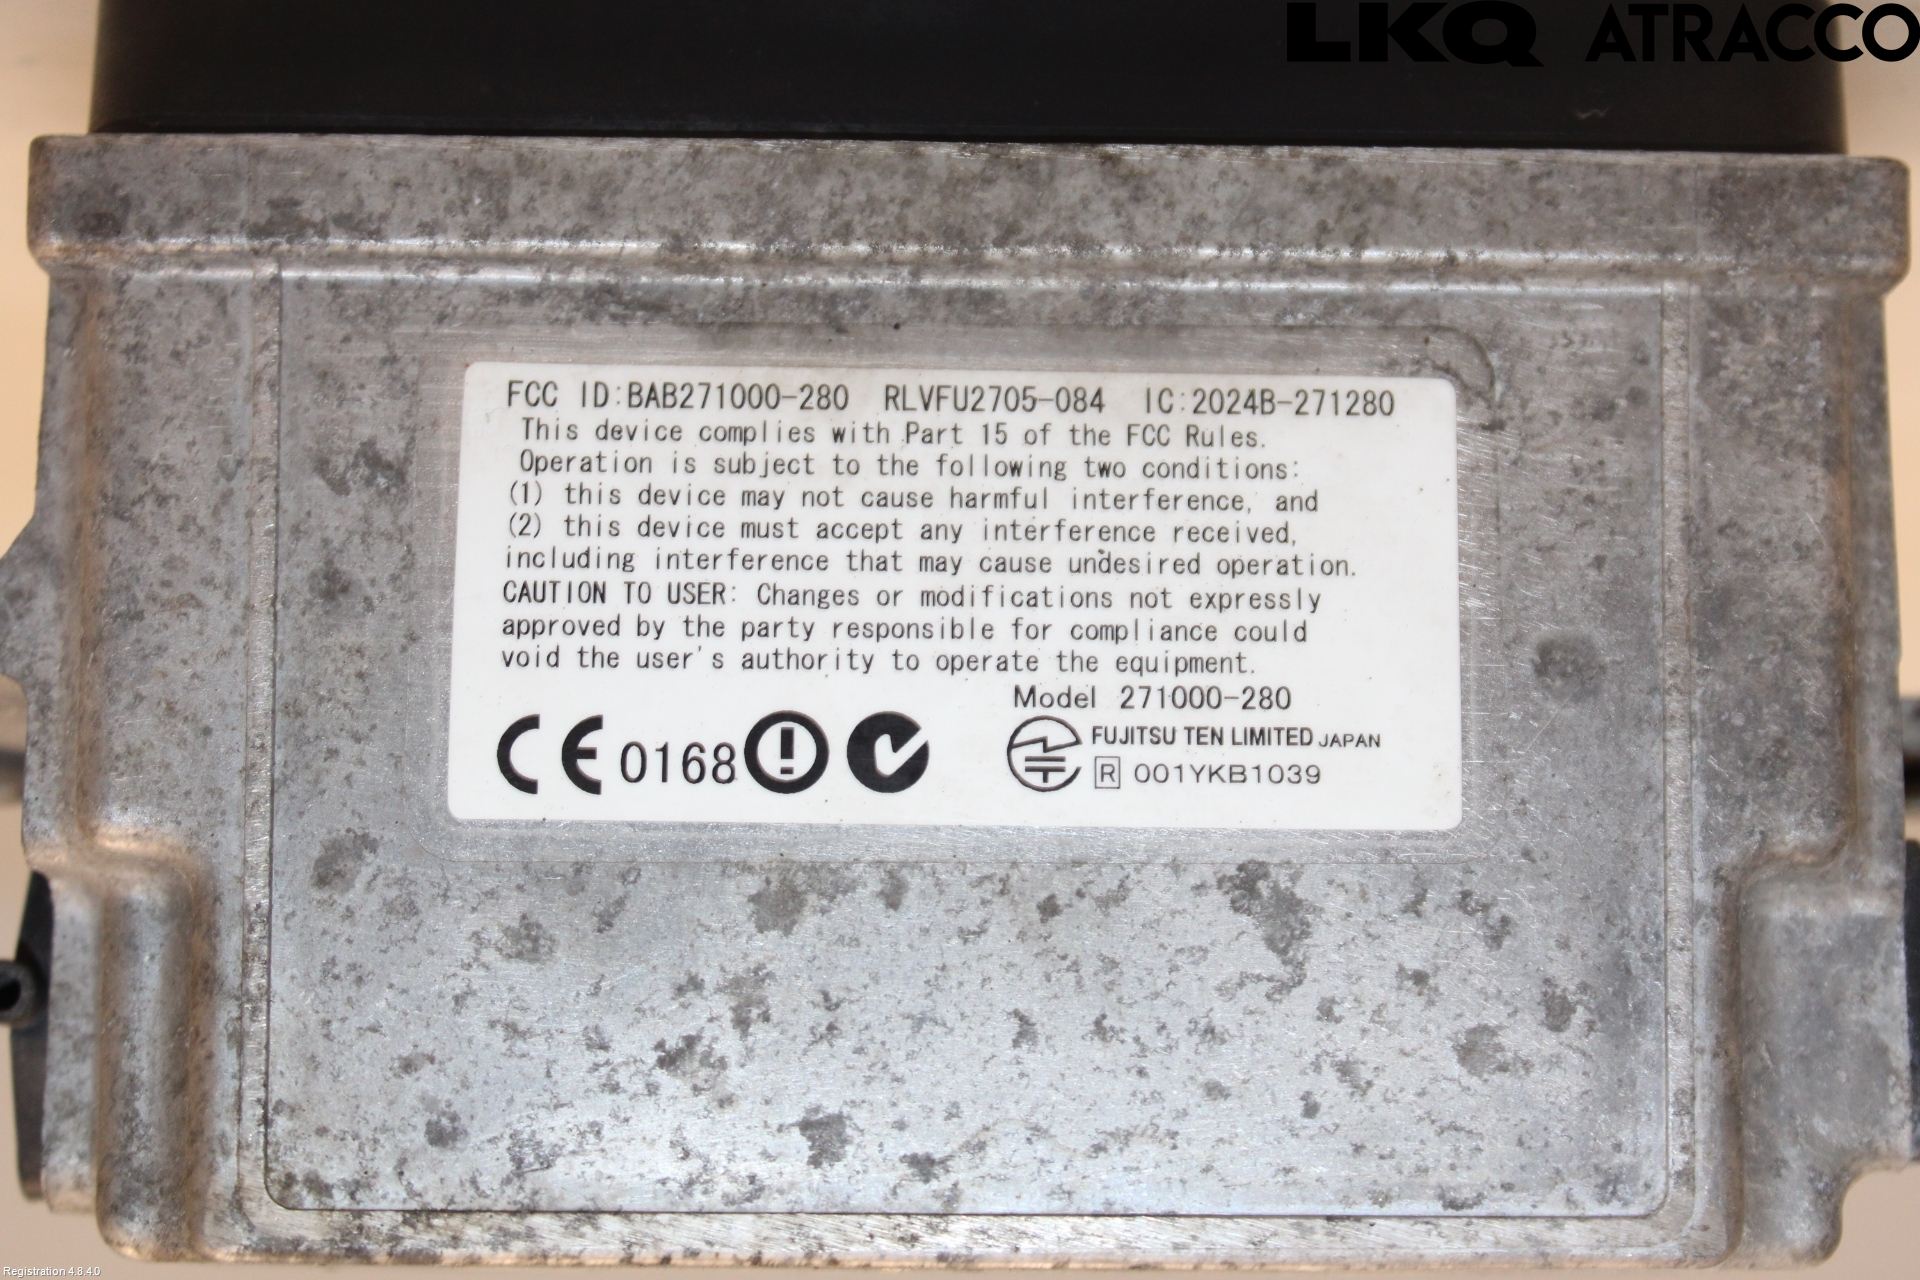 LKQ ATRACCO
FCC ID:BAB271000-280 RLVFU2705-084 IC:2024B-271280
This device complies with Part 15 of the FCC Rules.
Operation is subject to the following two conditions:
(1) this device may not cause harmful interference, and
(2) this device must accept any interference received,
including interference that may cause undesired operation.
CAUTION TO USER: Changes or modifications not expressly
approved by the party responsible for compliance could
void the user's authority to operate the equipment.
Model 271000-280
CE 0168
FUJITSU TEN LIMITED JAPAN
R 001YKB1039
Registration 4.8.4.0